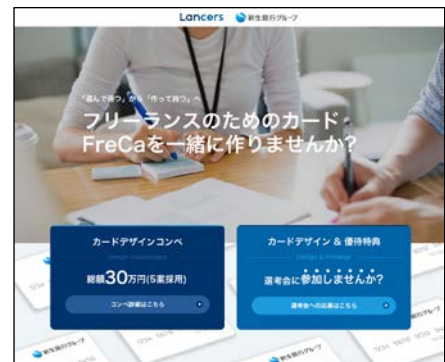 Lancers 新生銀行グループ
「選んで待つ」から「作って持つ」へ
フリーランスのためのカード
FreCaを一緒に作りませんか?
カードデザインコンペ
総額30万円(5案採用)
コンペ詳細はこちら
カードデザイン & 優待特典
選考会に参加しませんか?
選考会への応募はこちら